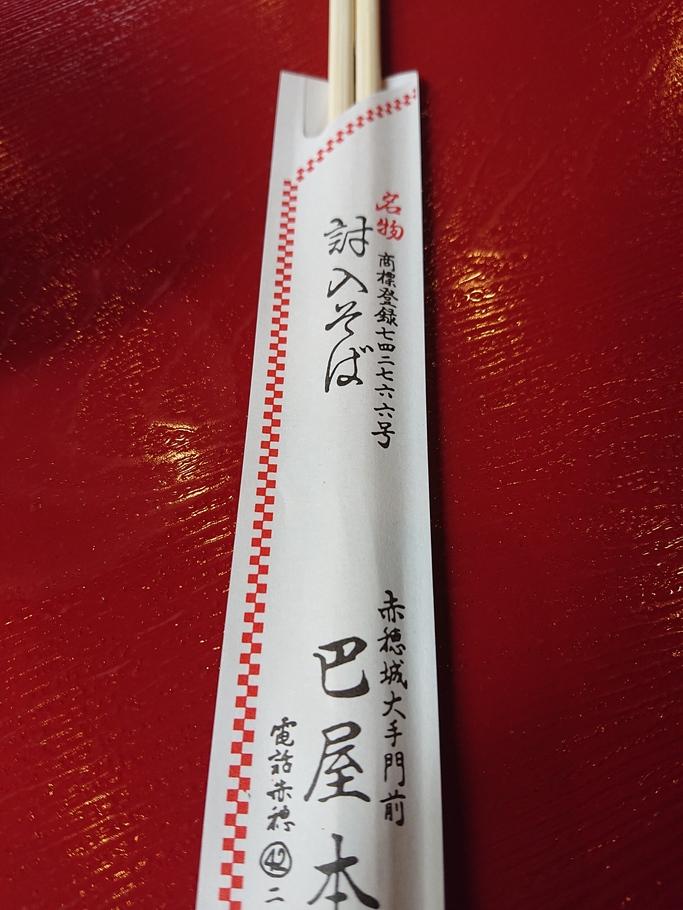 名物
商標登録七四二七六六号
討入そば
赤穂城大手門前
巴屋本
電話赤穂㊷二